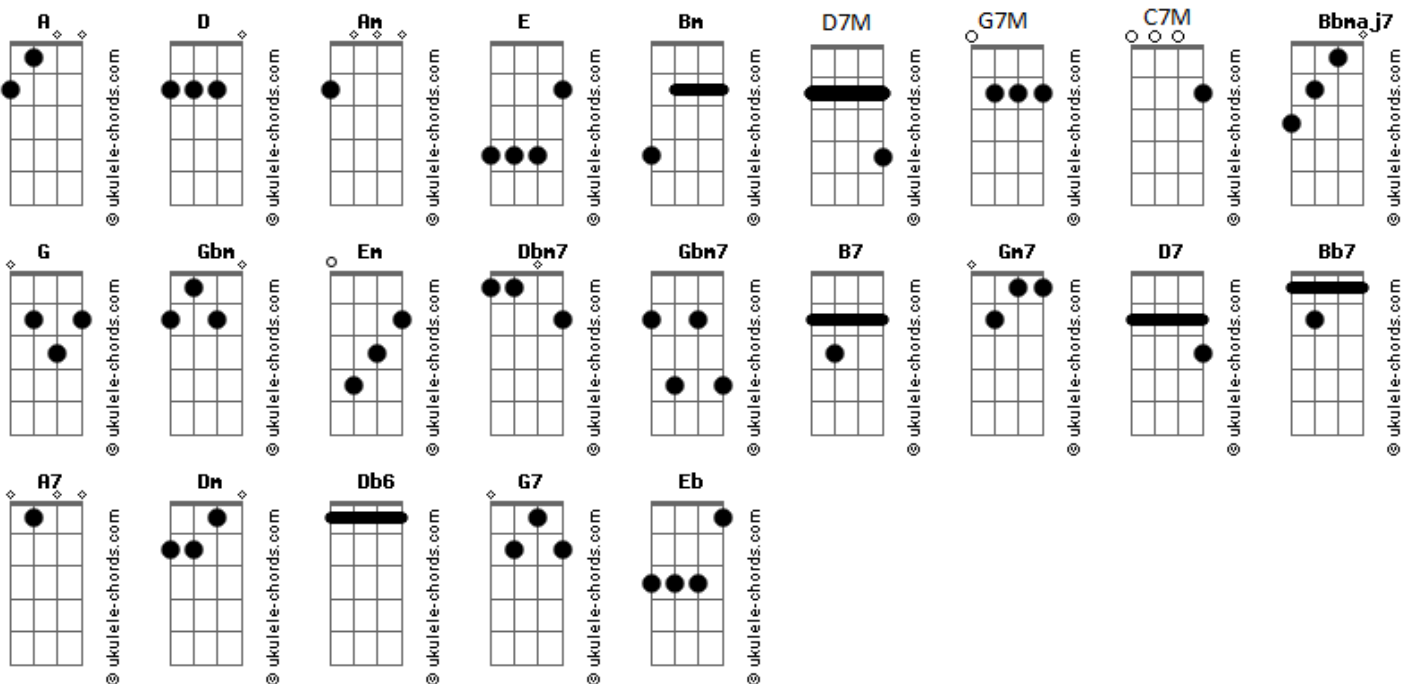 A D Am E Bm D7M G7M C7M Bbmaj7
© ukulele-chords.com © ukulele-chords.com © ukulele-chords.com © ukulele-chords.com © ukulele-chords.com © ukulele-chords.com © ukulele-chords.com © ukulele-chords.com © ukulele-chords.com
G Gbm Em Dbm7 Gbm7 B7 Gm7 D7 Bb7
© ukulele-chords.com © ukulele-chords.com © ukulele-chords.com © ukulele-chords.com © ukulele-chords.com © ukulele-chords.com © ukulele-chords.com © ukulele-chords.com © ukulele-chords.com
A7 Dm Db6 G7 Eb
© ukulele-chords.com © ukulele-chords.com © ukulele-chords.com © ukulele-chords.com © ukulele-chords.com